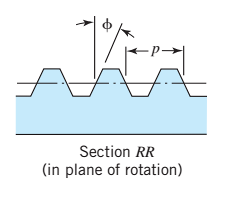 ϕ
p
Section RR
(in plane of rotation)